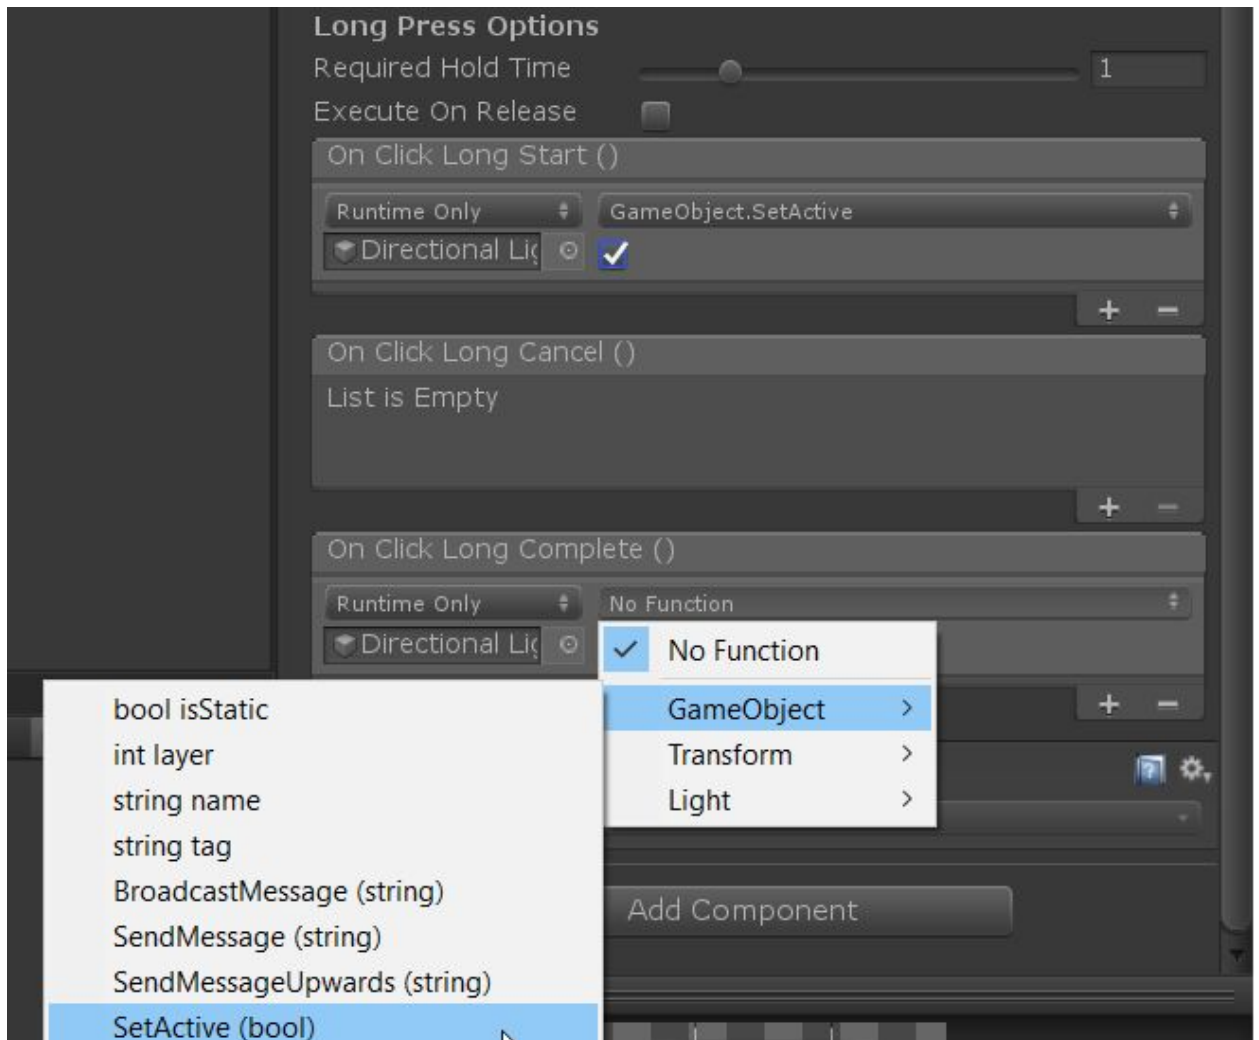 Long Press Options
Required Hold Time 1
Execute On Release
On Click Long Start ()
Runtime Only GameObject.SetActive
Directional Lig
On Click Long Cancel ()
List is Empty
On Click Long Complete ()
Runtime Only No Function
Directional Lig
No Function
GameObject
Transform
Light
bool isStatic
int layer
string name
string tag
BroadcastMessage (string)
SendMessage (string)
SendMessageUpwards (string)
SetActive (bool)
Add Component